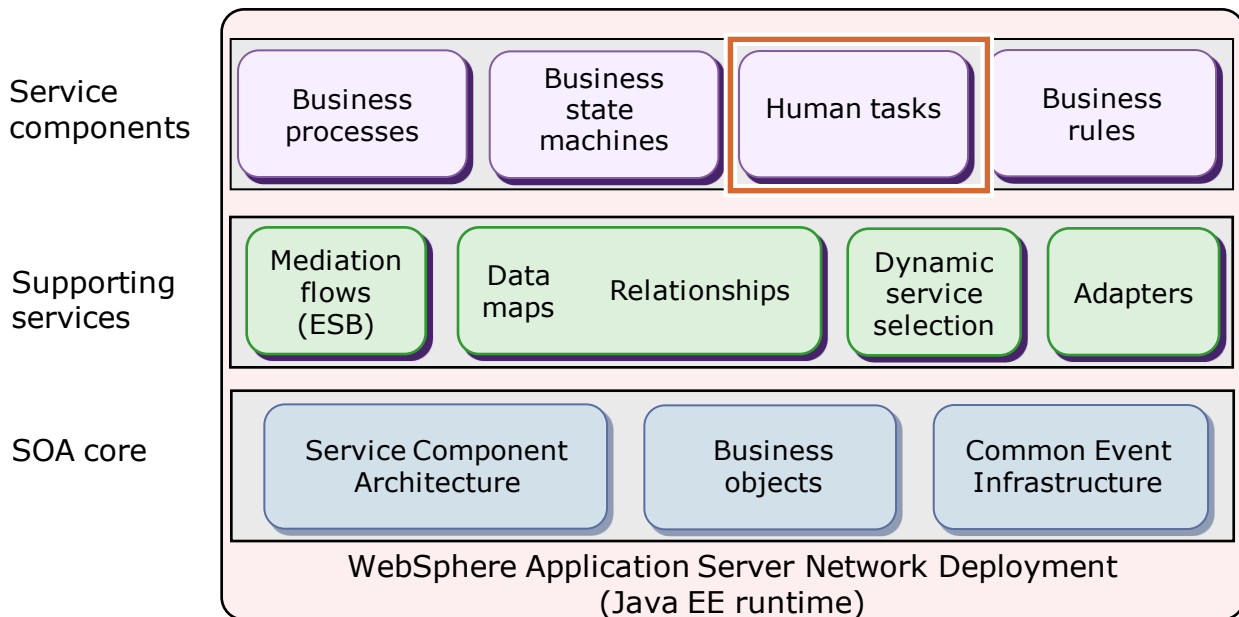 Service
components
Business
processes
Business
state
machines
Human tasks
Business
rules
Supporting
services
Mediation
flows
(ESB)
Data
maps
Relationships
Dynamic
service
selection
Adapters
SOA core
Service Component
Architecture
Business
objects
Common Event
Infrastructure
WebSphere Application Server Network Deployment
(Java EE runtime)